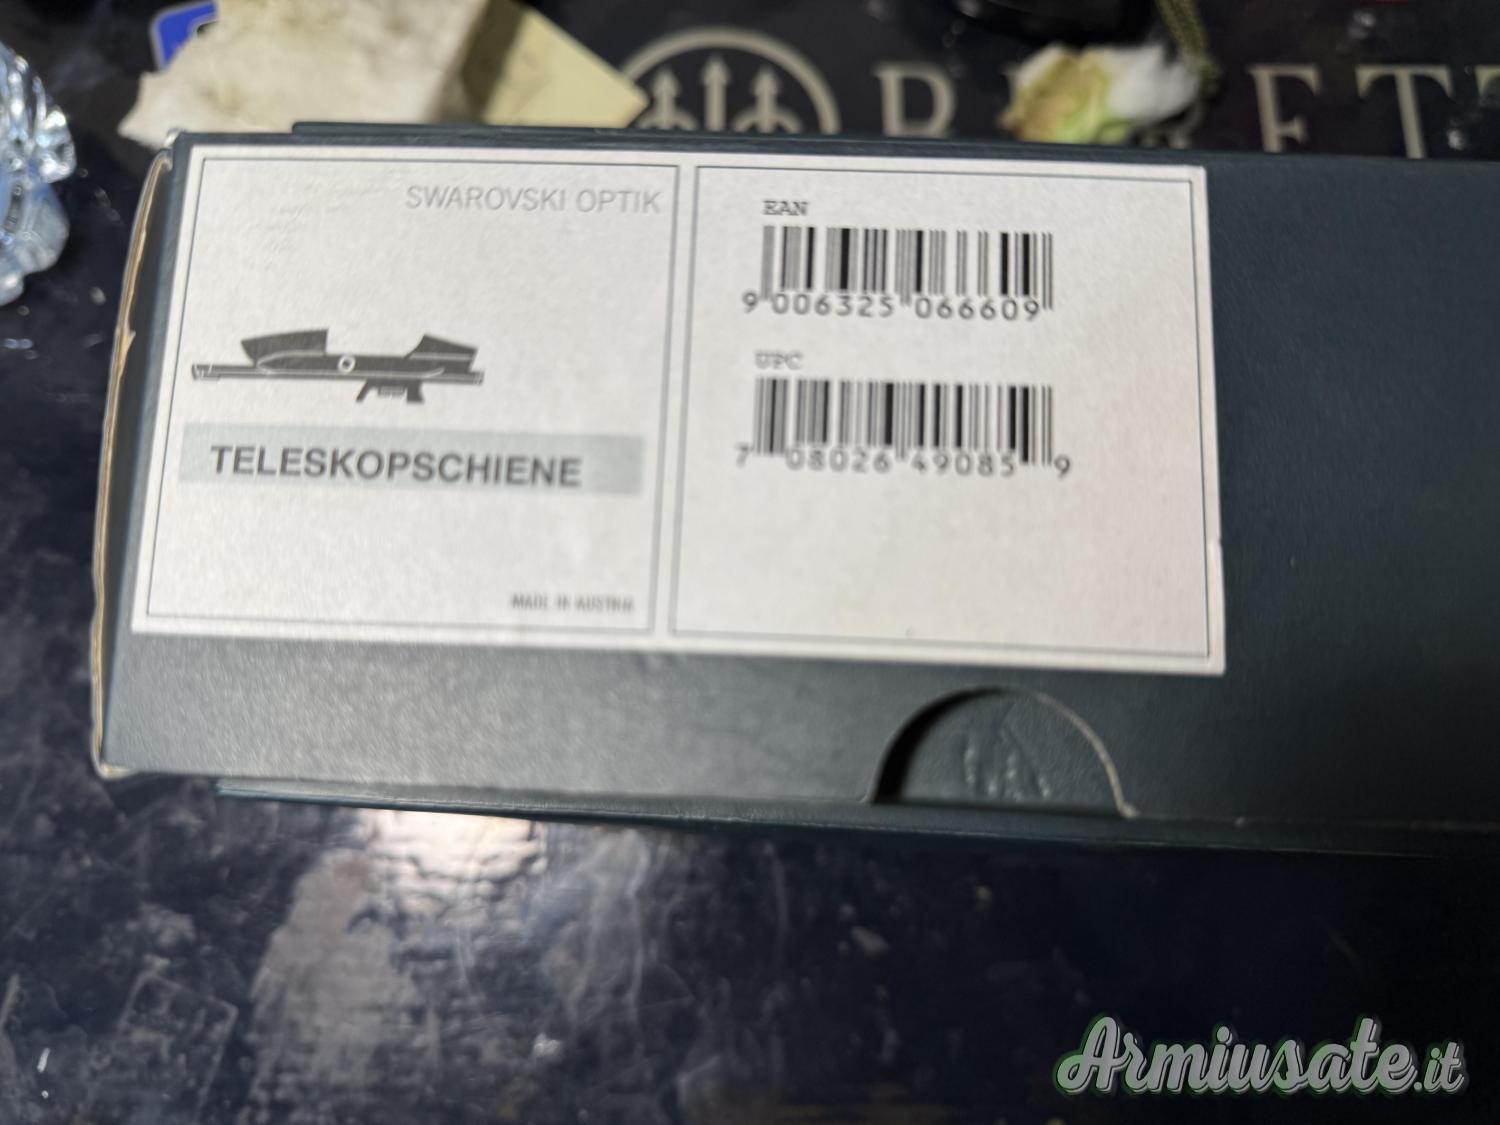 SWAROVSKI OPTIK
TELESKOPSCHIENE
MADE IN AUSTRIA
EAN
9 006325 066609
UPC
7 08026 49085 9
Armiusate.it